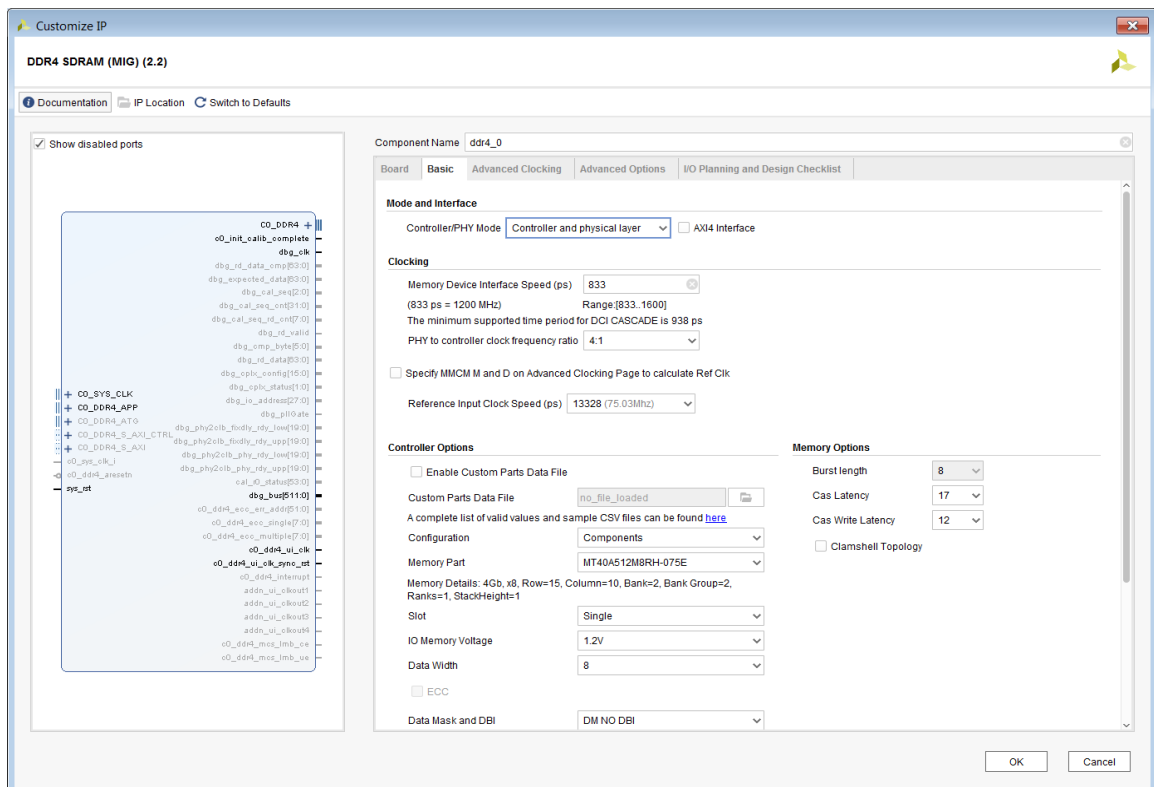 Customize IP
DDR4 SDRAM (MIG) (2.2)
Documentation IP Location Switch to Defaults
Show disabled ports
C0_DDR4
c0_init_calib_complete
dbg_clk
dbg_rd_data_cmp[63:0]
dbg_expected_data[63:0]
dbg_cal_seq[2:0]
dbg_cal_seq_cnt[31:0]
dbg_cal_seq_rd_cnt[7:0]
dbg_rd_valid
dbg_cmp_byte[5:0]
dbg_rd_data[63:0]
dbg_cplx_config[15:0]
dbg_cplx_status[1:0]
dbg_io_address[27:0]
dbg_pllGate
dbg_phy2clb_fixdly_rdy_low[19:0]
dbg_phy2clb_fixdly_rdy_upp[19:0]
dbg_phy2clb_phy_rdy_low[19:0]
dbg_phy2clb_phy_rdy_upp[19:0]
cal_r0_status[53:0]
dbg_bus[511:0]
c0_ddr4_ecc_err_addr[51:0]
c0_ddr4_ecc_single[7:0]
c0_ddr4_ecc_multiple[7:0]
c0_ddr4_ui_clk
c0_ddr4_ui_clk_sync_rst
c0_ddr4_interrupt
addn_ui_clkout1
addn_ui_clkout2
addn_ui_clkout3
addn_ui_clkout4
c0_ddr4_mcs_lmb_ce
c0_ddr4_mcs_lmb_ue
C0_SYS_CLK
C0_DDR4_APP
C0_DDR4_ATG
C0_DDR4_S_AXI_CTRL
C0_DDR4_S_AXI
c0_sys_clk_i
c0_ddr4_aresetn
sys_rst
Component Name ddr4_0
Board Basic Advanced Clocking Advanced Options I/O Planning and Design Checklist
Mode and Interface
Controller/PHY Mode Controller and physical layer AXI4 Interface
Clocking
Memory Device Interface Speed (ps) 833
(833 ps = 1200 MHz) Range:[833..1600]
The minimum supported time period for DCI CASCADE is 938 ps
PHY to controller clock frequency ratio 4:1
Specify MMCM M and D on Advanced Clocking Page to calculate Ref Clk
Reference Input Clock Speed (ps) 13328 (75.03Mhz)
Controller Options
Enable Custom Parts Data File
Custom Parts Data File no_file_loaded
A complete list of valid values and sample CSV files can be found here
Configuration Components
Memory Part MT40A512M8RH-075E
Memory Details: 4Gb, x8, Row=15, Column=10, Bank=2, Bank Group=2,
Ranks=1, StackHeight=1
Slot Single
IO Memory Voltage 1.2V
Data Width 8
ECC
Data Mask and DBI DM NO DBI
Memory Options
Burst length 8
Cas Latency 17
Cas Write Latency 12
Clamshell Topology
OK Cancel